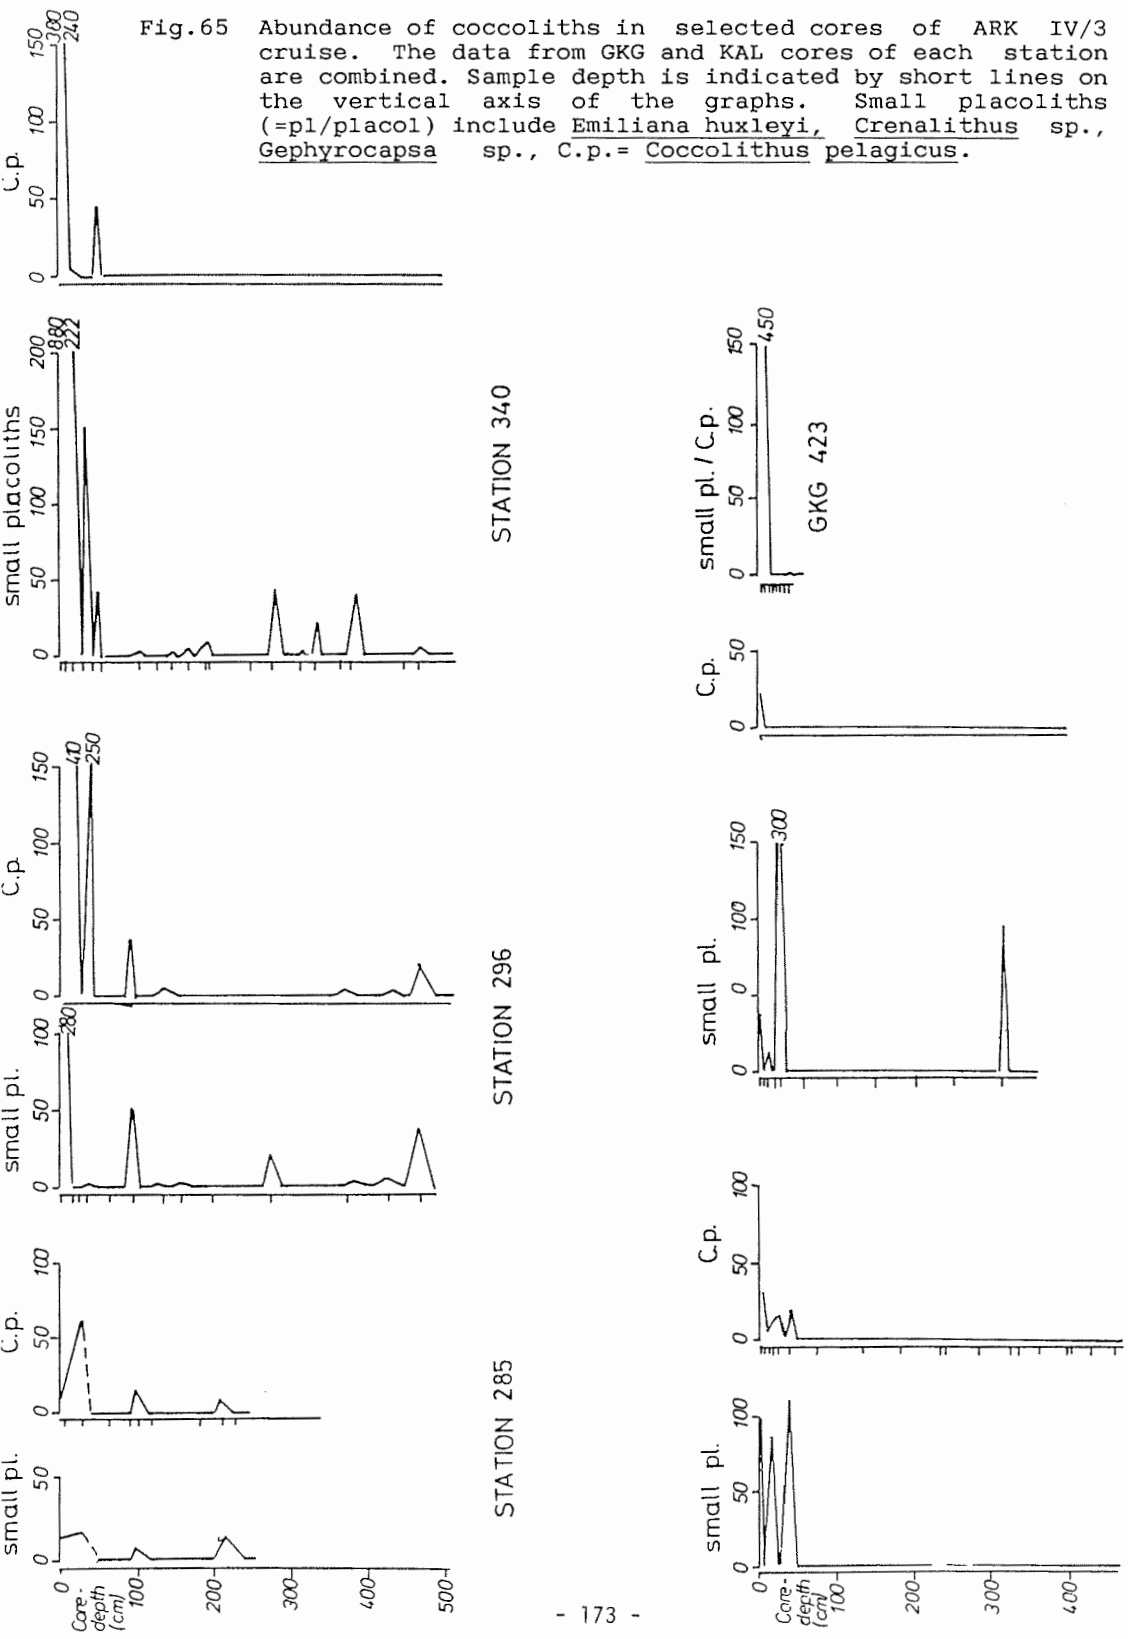 Fig.65 Abundance of coccoliths in selected cores of ARK IV/3
cruise. The data from GKG and KAL cores of each station
are combined. Sample depth is indicated by short lines on
the vertical axis of the graphs. Small placoliths
(=pl/placol) include Emiliana huxleyi, Crenalithus sp.,
Gephyrocapsa sp., C.p.= Coccolithus pelagicus.
300
240
150
100
50
0
C.p.
880
222
200
150
100
50
0
small placoliths
STATION 340
410
250
150
100
50
0
C.p.
280
100
50
0
small pl.
STATION 296
100
50
0
C.p.
50
0
small pl.
STATION 285
0
100
200
300
400
500
Core-
depth
(cm)
450
150
100
50
0
small pl./C.p.
GKG 423
50
0
C.p.
300
150
100
0
0
small pl.
100
50
0
C.p.
100
50
0
small pl.
0
100
200
300
400
Core-
depth
(cm)
- 173 -